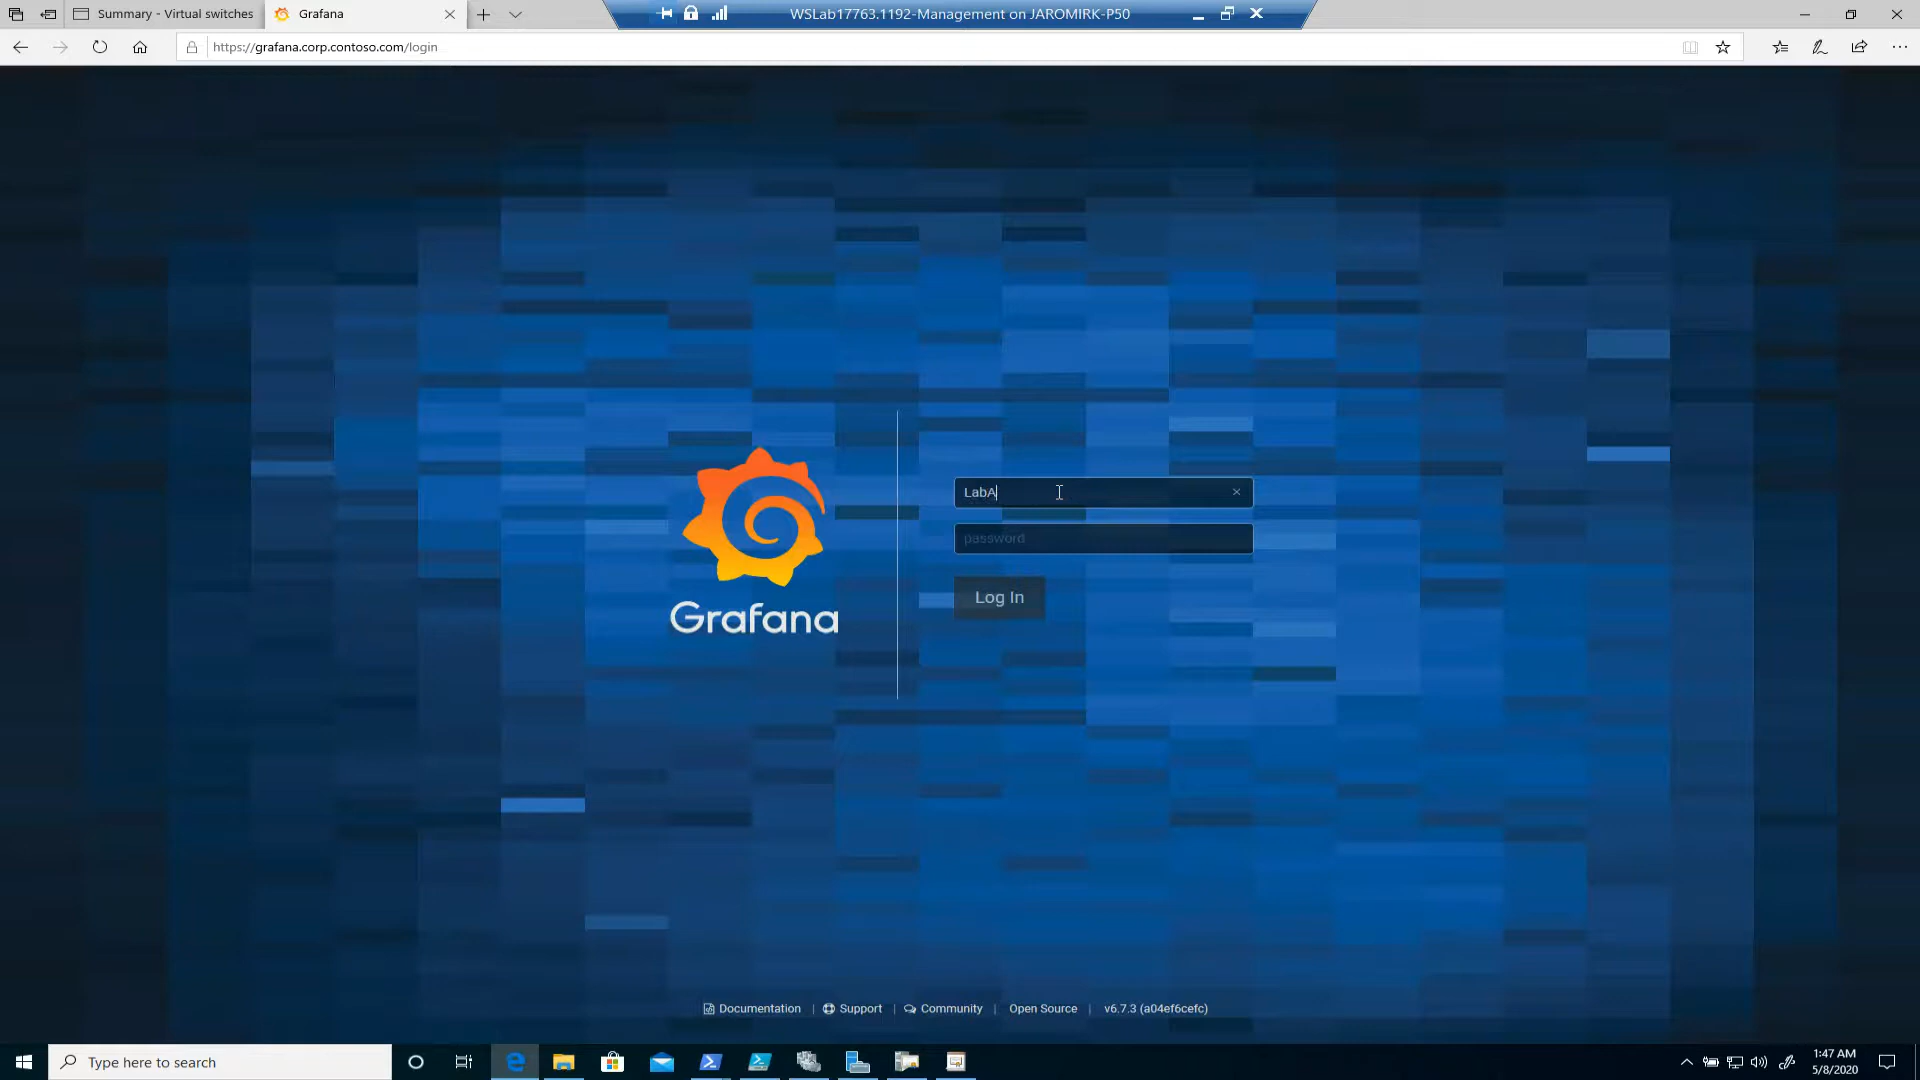 Summary - Virtual switches
Grafana
WSLab17763.1192-Management on JAROMIRK-P50
https://grafana.corp.contoso.com/login
LabA
password
Log In
Grafana
Documentation | Support | Community | Open Source | v6.7.3 (a04ef6cefc)
Type here to search
1:47 AM
5/8/2020